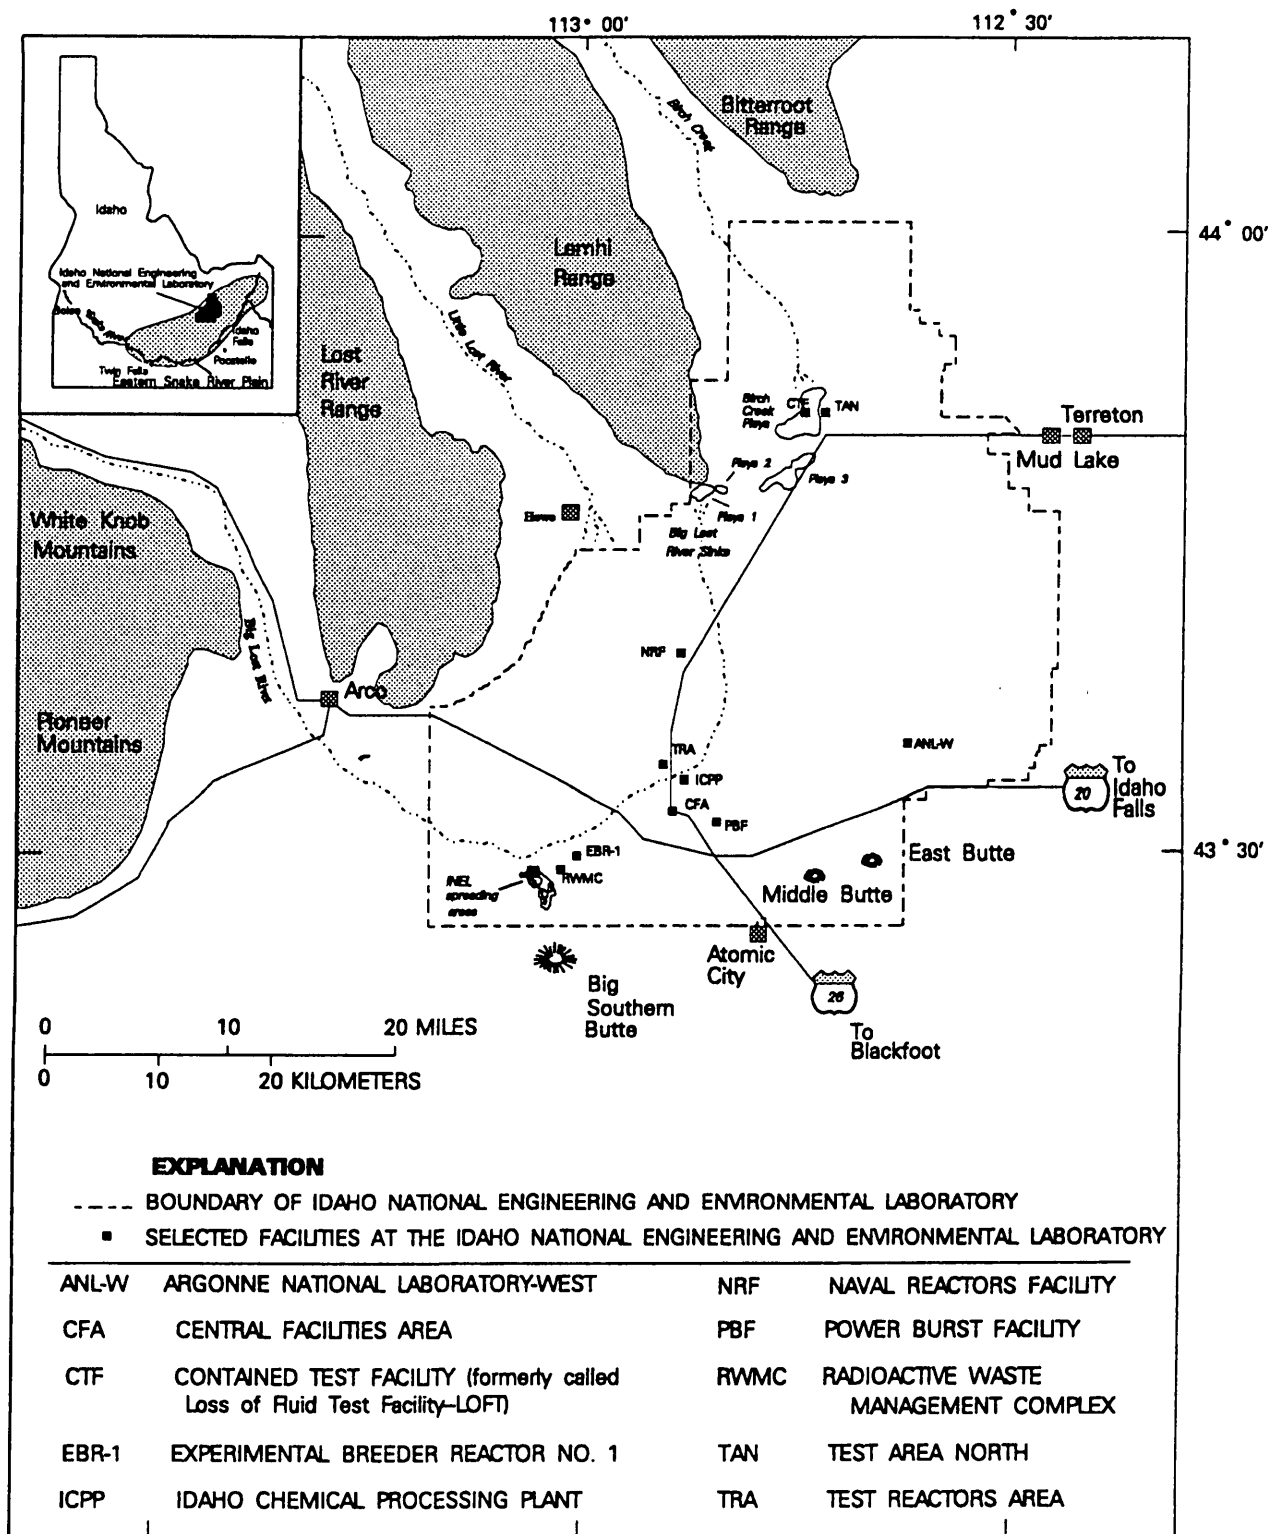 113° 00'
112° 30'
Bitterroot
Range
Birch Creek
Idaho
44° 00'
Lemhi
Range
Idaho National Engineering
and Environmental Laboratory
Boise
Snake River
Idaho
Falls
Pocatello
Twin Falls
Eastern Snake River Plain
Little Lost River
Lost
River
Range
Birch
Creek
Playa
CTF
TAN
Terreton
Mud Lake
Playa 2
Playa 3
White Knob
Mountains
Howe
Playa 1
Big Lost
River Sinks
Big Lost River
NRF
Arco
Pioneer
Mountains
TRA
ANL-W
ICPP
To
Idaho
Falls
20
CFA
PBF
EBR-1
43° 30'
East Butte
RWMC
INEL
spreading
areas
Middle Butte
Atomic
City
Big
Southern
Butte
26
To
Blackfoot
0 10 20 MILES
0 10 20 KILOMETERS
EXPLANATION
BOUNDARY OF IDAHO NATIONAL ENGINEERING AND ENVIRONMENTAL LABORATORY
SELECTED FACILITIES AT THE IDAHO NATIONAL ENGINEERING AND ENVIRONMENTAL LABORATORY
ANL-W ARGONNE NATIONAL LABORATORY-WEST
NRF NAVAL REACTORS FACILITY
CFA CENTRAL FACILITIES AREA
PBF POWER BURST FACILITY
CTF CONTAINED TEST FACILITY (formerly called
Loss of Fluid Test Facility-LOFT)
RWMC RADIOACTIVE WASTE
MANAGEMENT COMPLEX
EBR-1 EXPERIMENTAL BREEDER REACTOR NO. 1
TAN TEST AREA NORTH
ICPP IDAHO CHEMICAL PROCESSING PLANT
TRA TEST REACTORS AREA